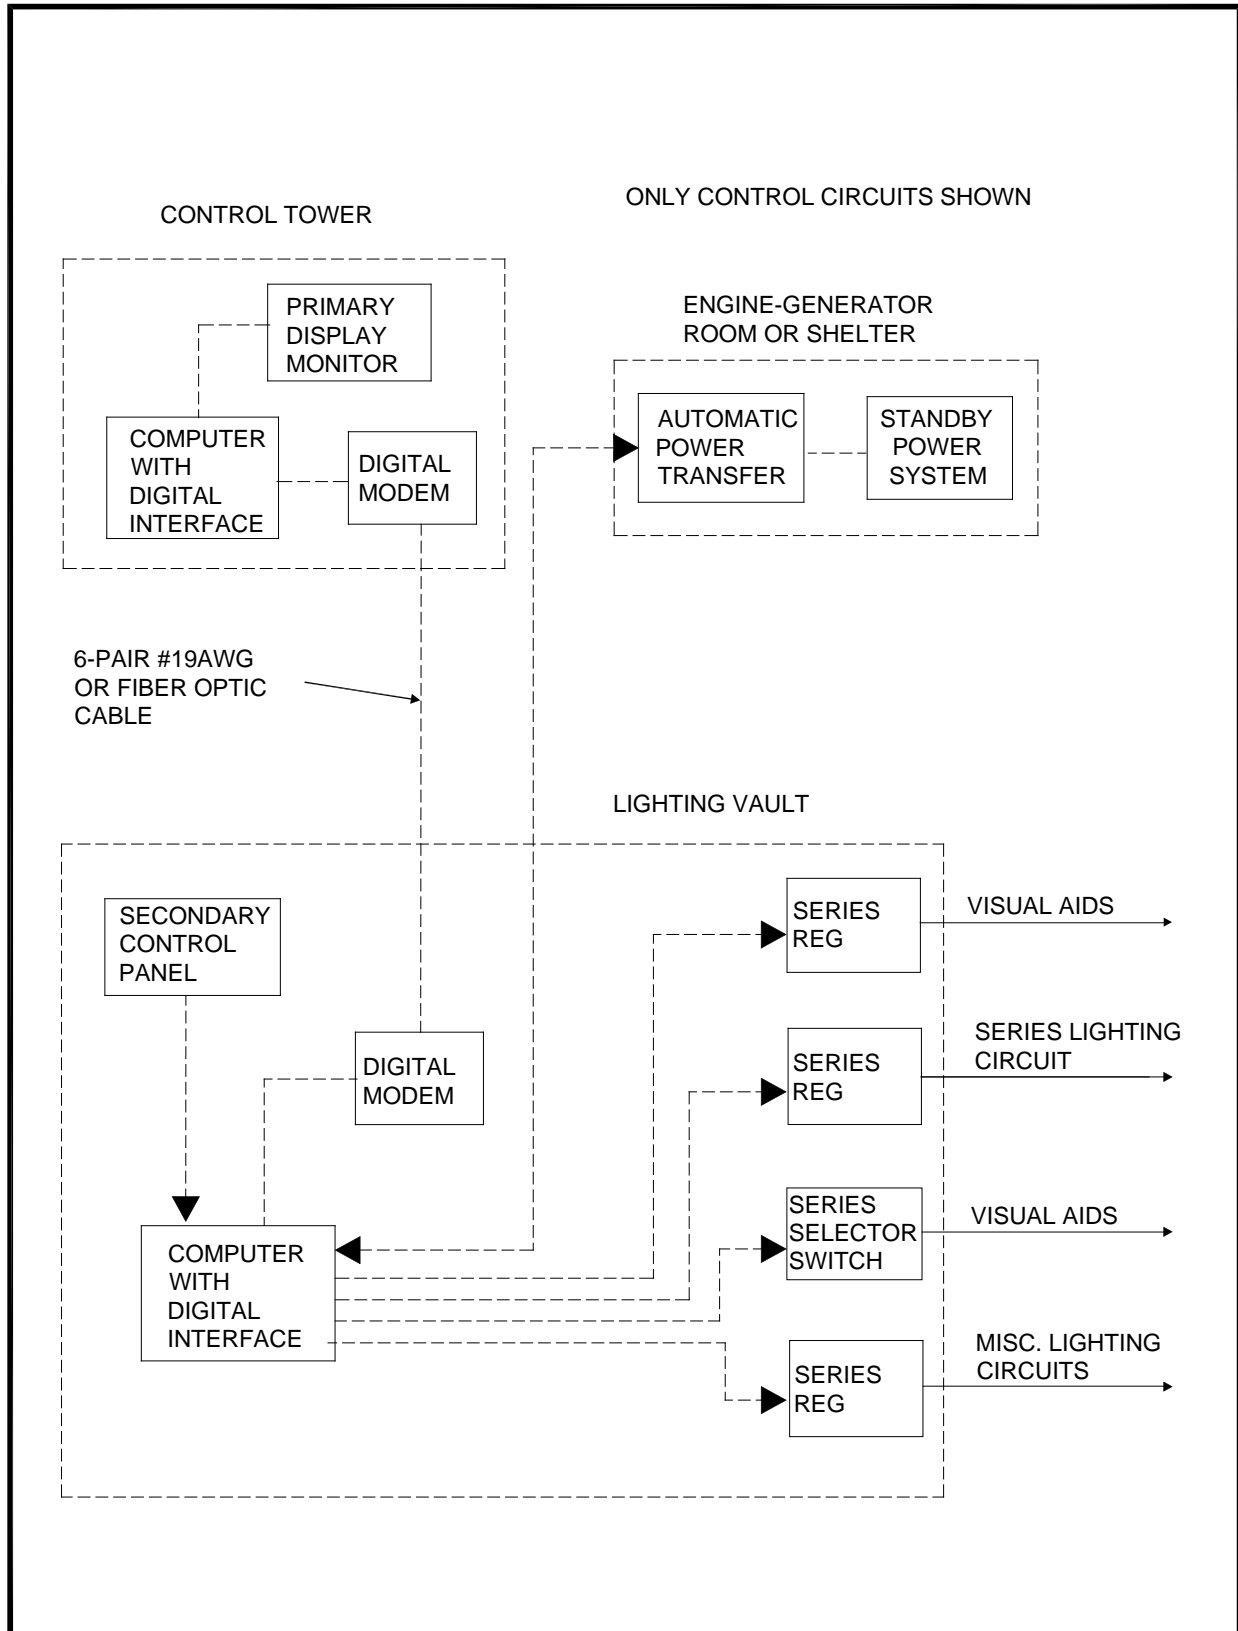 ONLY CONTROL CIRCUITS SHOWN
CONTROL TOWER
PRIMARY
DISPLAY
MONITOR
COMPUTER
WITH
DIGITAL
INTERFACE
DIGITAL
MODEM
ENGINE-GENERATOR
ROOM OR SHELTER
AUTOMATIC
POWER
TRANSFER
STANDBY
POWER
SYSTEM
6-PAIR #19AWG
OR FIBER OPTIC
CABLE
LIGHTING VAULT
SECONDARY
CONTROL
PANEL
DIGITAL
MODEM
COMPUTER
WITH
DIGITAL
INTERFACE
SERIES
REG
VISUAL AIDS
SERIES
REG
SERIES LIGHTING
CIRCUIT
SERIES
SELECTOR
SWITCH
VISUAL AIDS
SERIES
REG
MISC. LIGHTING
CIRCUITS